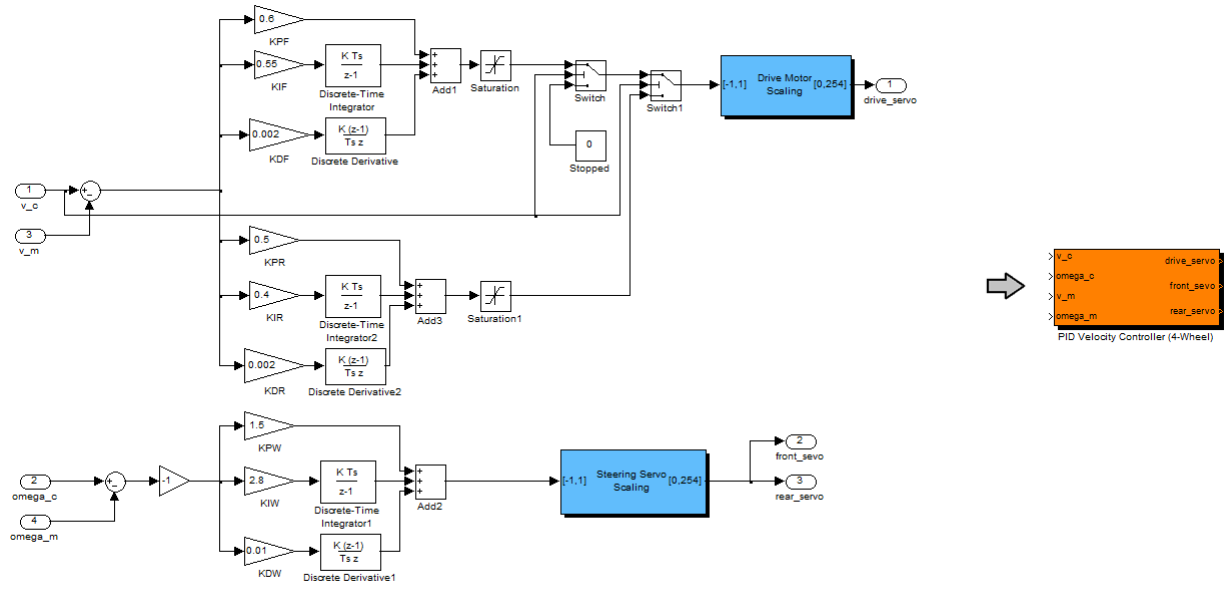 0.6
KPF
0.55
KIF
K Ts
z-1
Discrete-Time
Integrator
0.002
KDF
K (z-1)
Ts z
Discrete Derivative
+
+
+
Add1
Saturation
Switch
0
Stopped
Switch1
[-1,1]
Drive Motor
Scaling
[0,254]
1
drive_servo
1
v_c
3
v_m
+
-
0.5
KPR
0.4
KIR
K Ts
z-1
Discrete-Time
Integrator2
0.002
KDR
K (z-1)
Ts z
Discrete Derivative2
+
+
+
Add3
Saturation1
v_c
omega_c
v_m
omega_m
drive_servo
front_sevo
rear_servo
PID Velocity Controller (4-Wheel)
2
omega_c
4
omega_m
+
-
-1
1.5
KPW
2.8
KIW
K Ts
z-1
Discrete-Time
Integrator1
0.01
KDW
K (z-1)
Ts z
Discrete Derivative1
+
+
+
Add2
[-1,1]
Steering Servo
Scaling
[0,254]
2
front_sevo
3
rear_servo